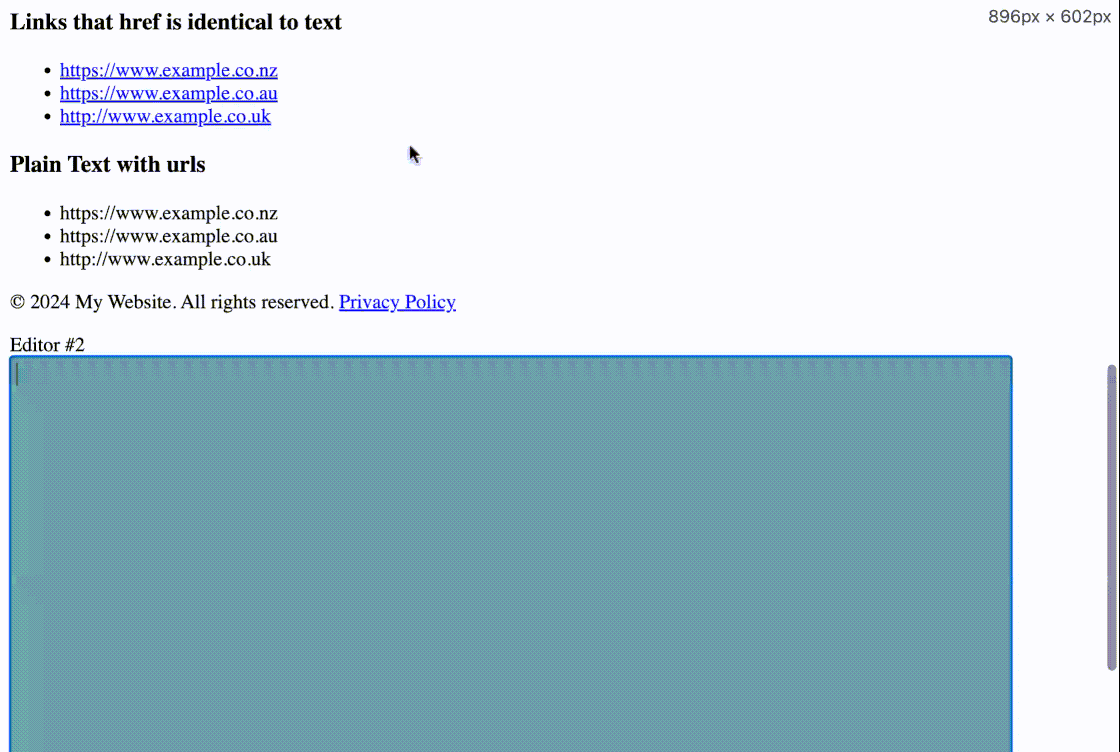 Links that href is identical to text
896px × 602px
https://www.example.co.nz
https://www.example.co.au
http://www.example.co.uk
Plain Text with urls
https://www.example.co.nz
https://www.example.co.au
http://www.example.co.uk
© 2024 My Website. All rights reserved. Privacy Policy
Editor #2